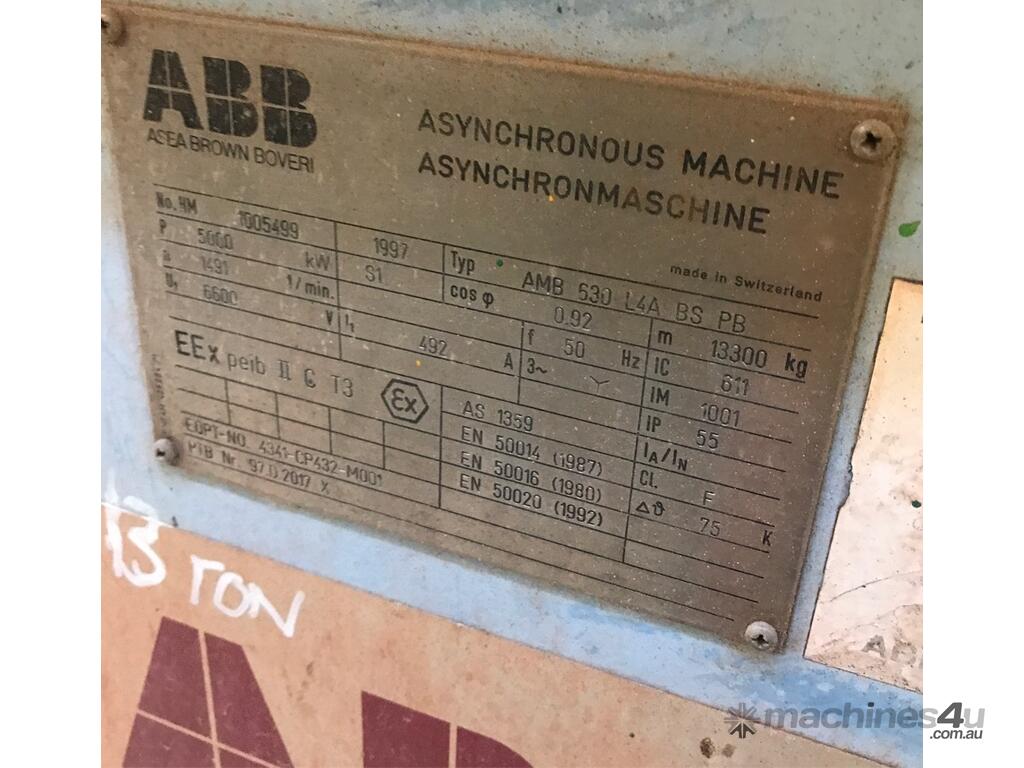 ABB
ASEA BROWN BOVERI
ASYNCHRONOUS MACHINE
ASYNCHRONMASCHINE
made in Switzerland
No. HM 1005499 1997 Typ AMB 630 L4A BS PB
P 5000 kW S1 cos φ 0.92 m 13300 kg
n 1491 1/min. f 50 Hz IC 611
U₁ 6600 V I₁ 492 A 3~ Y IM 1001
EEx peib II C T3 Ex IP 55
AS 1359 I_A/I_N
EN 50014 (1987) Cl. F
EN 50016 (1980) Δϑ 75 K
EN 50020 (1992)
EQPT-NO. 4341-CP432-M001
PTB Nr. 97.D.2017 X
13 TON
ABB
machines4u
.com.au